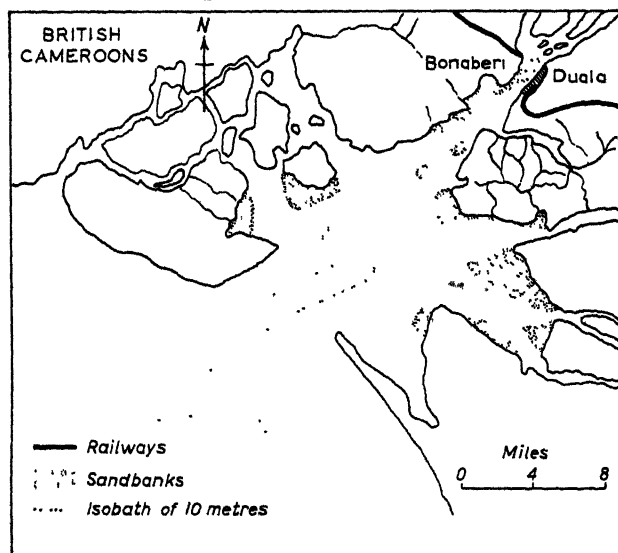 BRITISH
CAMEROONS
N
Bonaberi
Duala
Railways
Sandbanks
Isobath of 10 metres
Miles
0 4 8